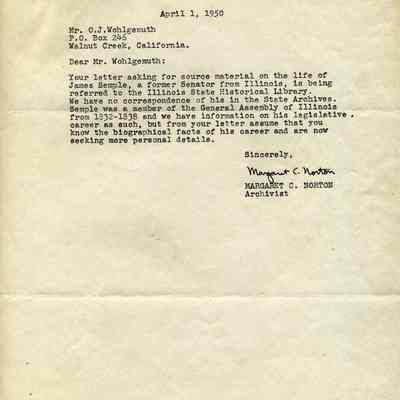 April 1, 1950
Mr. O.J.Wohlgemuth
P.O. Box 246
Walnut Creek, California.
Dear Mr. Wohlgemuth:
Your letter asking for source material on the life of
James Semple, a former Senator from Illinois, is being
referred to the Illinois State Historical Library.
We have no correspondence of his in the State Archives.
Semple was a member of the General Assembly of Illinois
from 1832-1838 and we have information on his legislative
career as such, but from your letter assume that you
know the biographical facts of his career and are now
seeking more personal details.
Sincerely,
Margaret C. Norton
MARGARET C. NORTON
Archivist